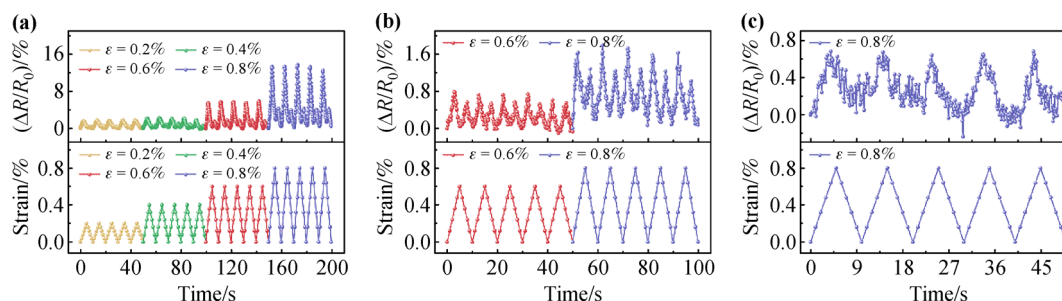 (a)
(ΔR/R₀)/%
16
8
0
ε = 0.2% ε = 0.4%
ε = 0.6% ε = 0.8%
Strain/%
0.8
0.4
0.0
ε = 0.2% ε = 0.4%
ε = 0.6% ε = 0.8%
0 40 80 120 160 200
Time/s
(b)
(ΔR/R₀)/%
1.6
0.8
0.0
ε = 0.6% ε = 0.8%
Strain/%
0.8
0.4
0.0
ε = 0.6% ε = 0.8%
0 20 40 60 80 100
Time/s
(c)
(ΔR/R₀)/%
0.8
0.4
0.0
ε = 0.8%
Strain/%
0.8
0.4
0.0
ε = 0.8%
0 9 18 27 36 45
Time/s